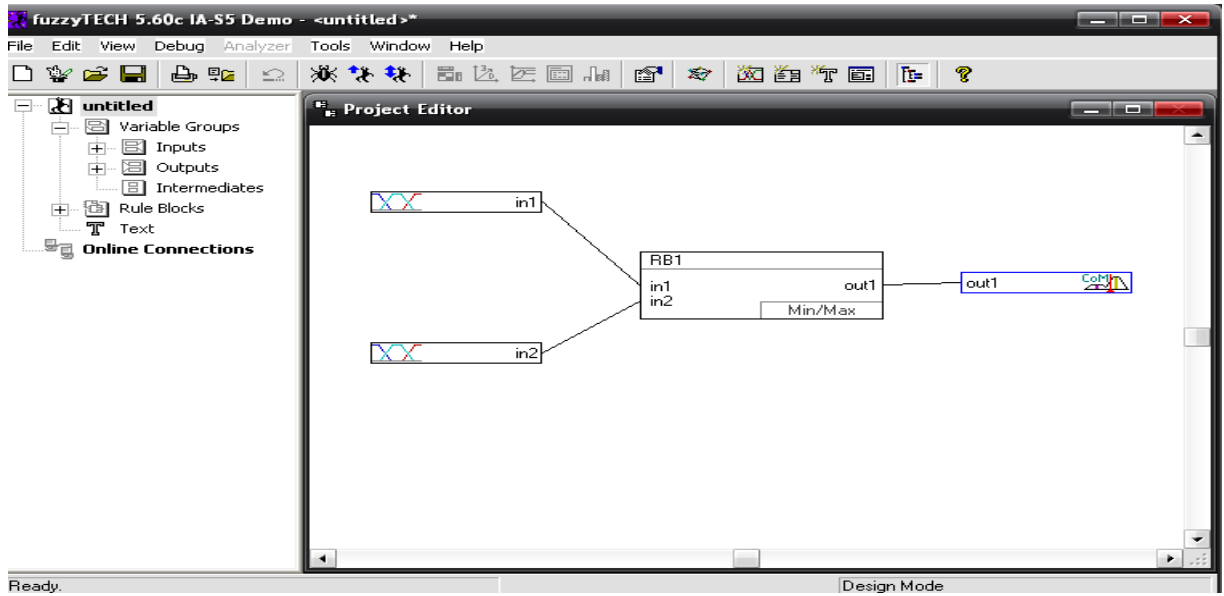 fuzzyTECH 5.60c IA-S5 Demo - <untitled>*
File Edit View Debug Analyzer Tools Window Help
untitled
Variable Groups
Inputs
Outputs
Intermediates
Rule Blocks
T Text
Online Connections
Project Editor
in1
RB1
in1 out1
in2
Min/Max
out1 CoM
in2
Ready. Design Mode